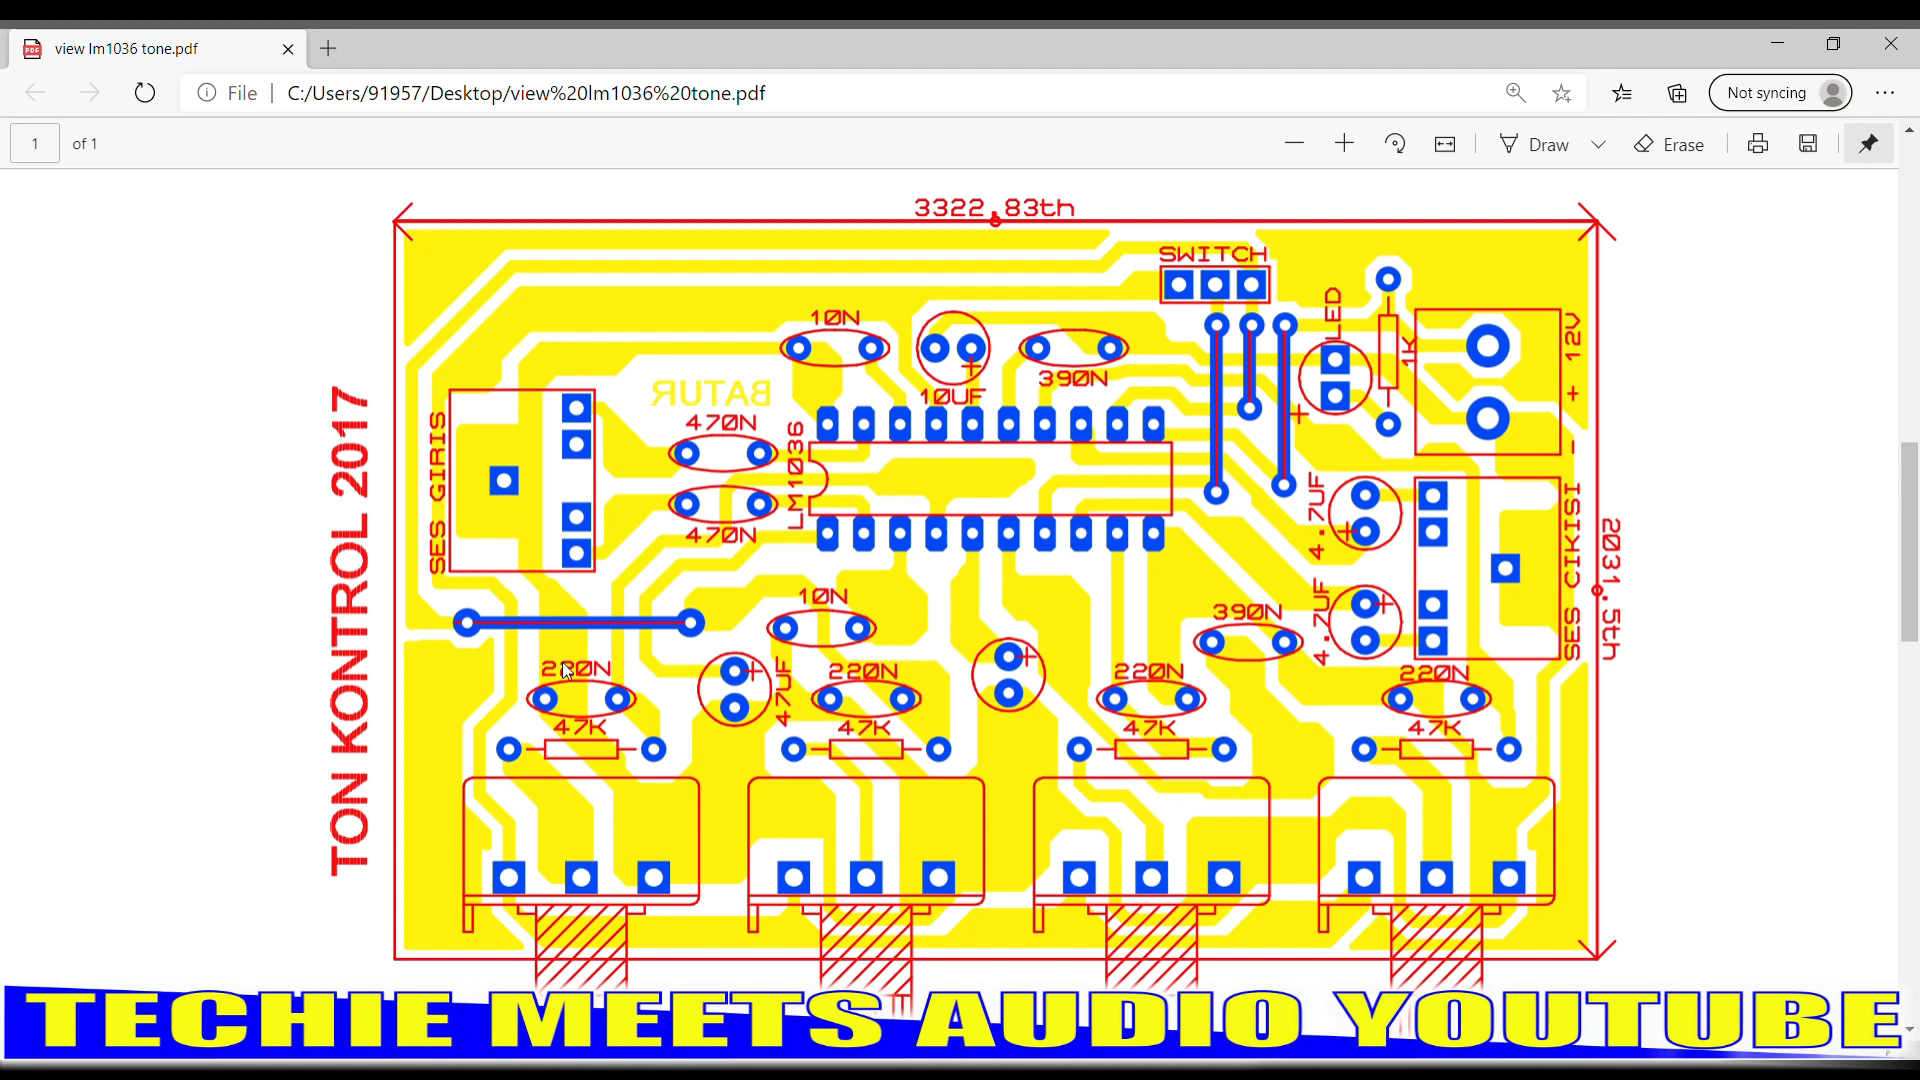 view lm1036 tone.pdf
File
C:/Users/91957/Desktop/view%20lm1036%20tone.pdf
Not syncing
1 of 1
Draw
Erase
3322.83th
SWITCH
LED
1K
+ 12V -
10N
10UF
390N
BATUR
470N
LM1036
470N
SES GIRIS
TON KONTROL 2017
4.7UF
4.7UF
SES CIKISI
2031.5th
10N
390N
220N
47UF
220N
220N
220N
47K
47K
47K
47K
TECHIE MEETS AUDIO YOUTUBE